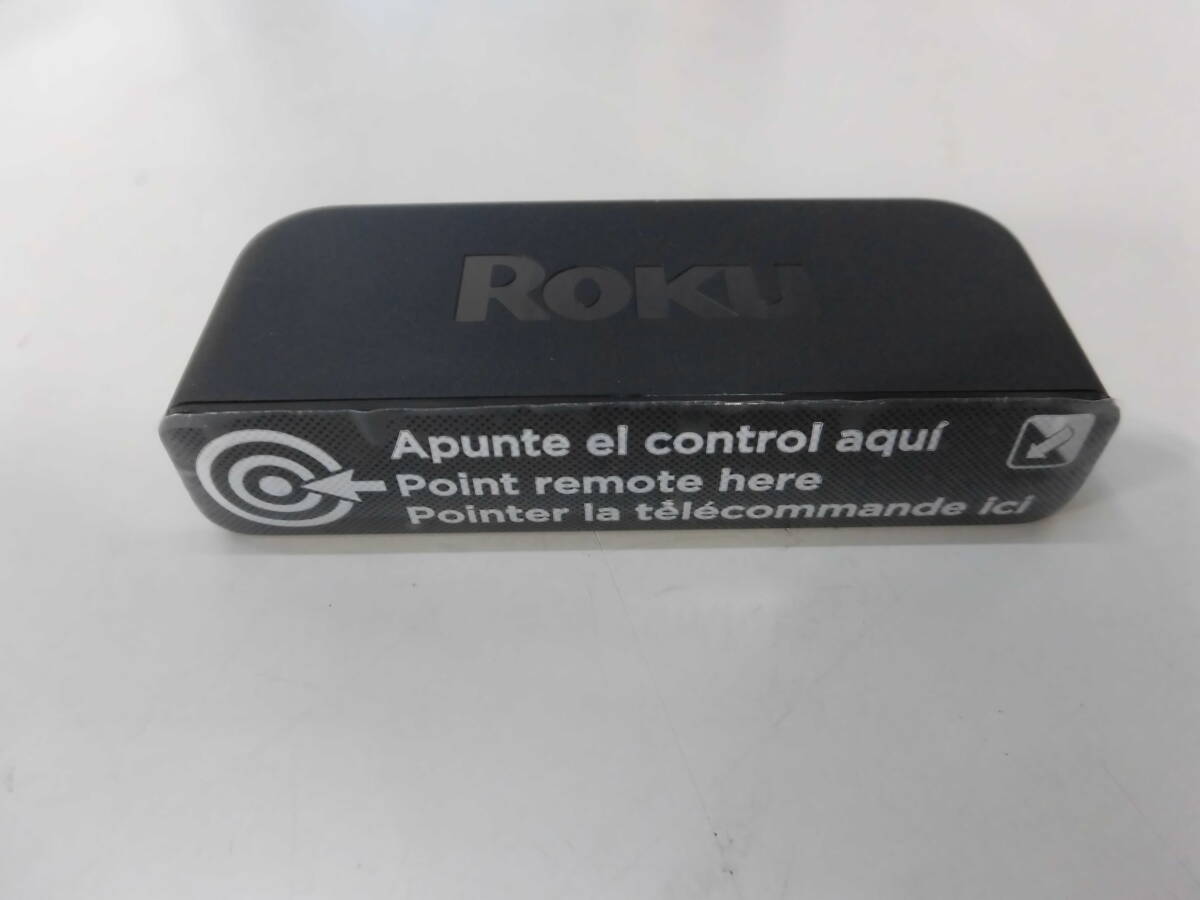 ROKU
Apunte el control aquí
Point remote here
Pointer la télécommande ici